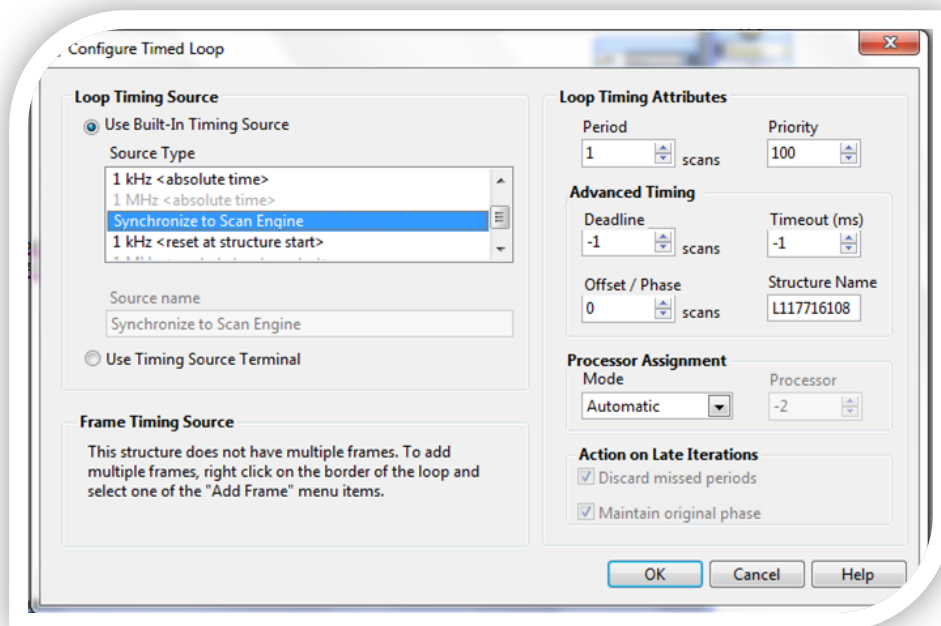 Configure Timed Loop
Loop Timing Source
Use Built-In Timing Source
Source Type
1 kHz <absolute time>
1 MHz <absolute time>
Synchronize to Scan Engine
1 kHz <reset at structure start>
Source name
Synchronize to Scan Engine
Use Timing Source Terminal
Frame Timing Source
This structure does not have multiple frames. To add
multiple frames, right click on the border of the loop and
select one of the "Add Frame" menu items.
Loop Timing Attributes
Period
Priority
1
scans
100
Advanced Timing
Deadline
Timeout (ms)
-1
scans
-1
Offset / Phase
Structure Name
0
scans
L117716108
Processor Assignment
Mode
Processor
Automatic
-2
Action on Late Iterations
Discard missed periods
Maintain original phase
OK
Cancel
Help